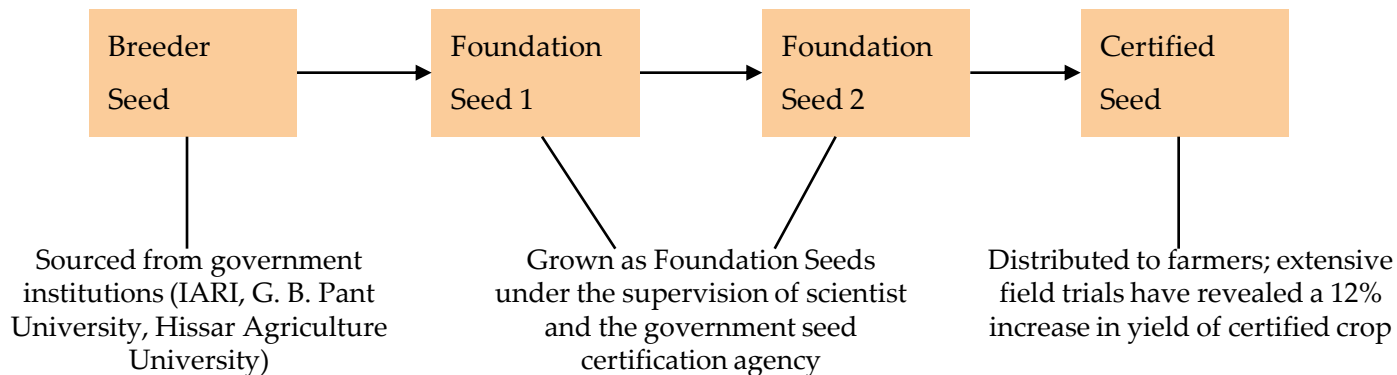 Breeder
Seed
Foundation
Seed 1
Foundation
Seed 2
Certified
Seed
Sourced from government
institutions (IARI, G. B. Pant
University, Hissar Agriculture
University)
Grown as Foundation Seeds
under the supervision of scientist
and the government seed
certification agency
Distributed to farmers; extensive
field trials have revealed a 12%
increase in yield of certified crop